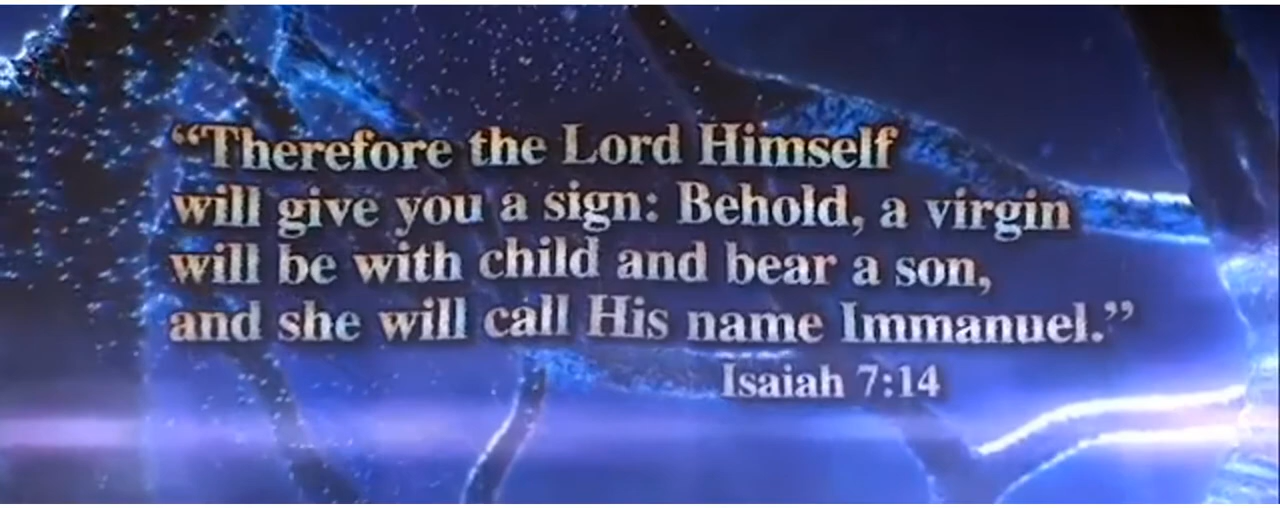 “Therefore the Lord Himself
will give you a sign: Behold, a virgin
will be with child and bear a son,
and she will call His name Immanuel.”
Isaiah 7:14